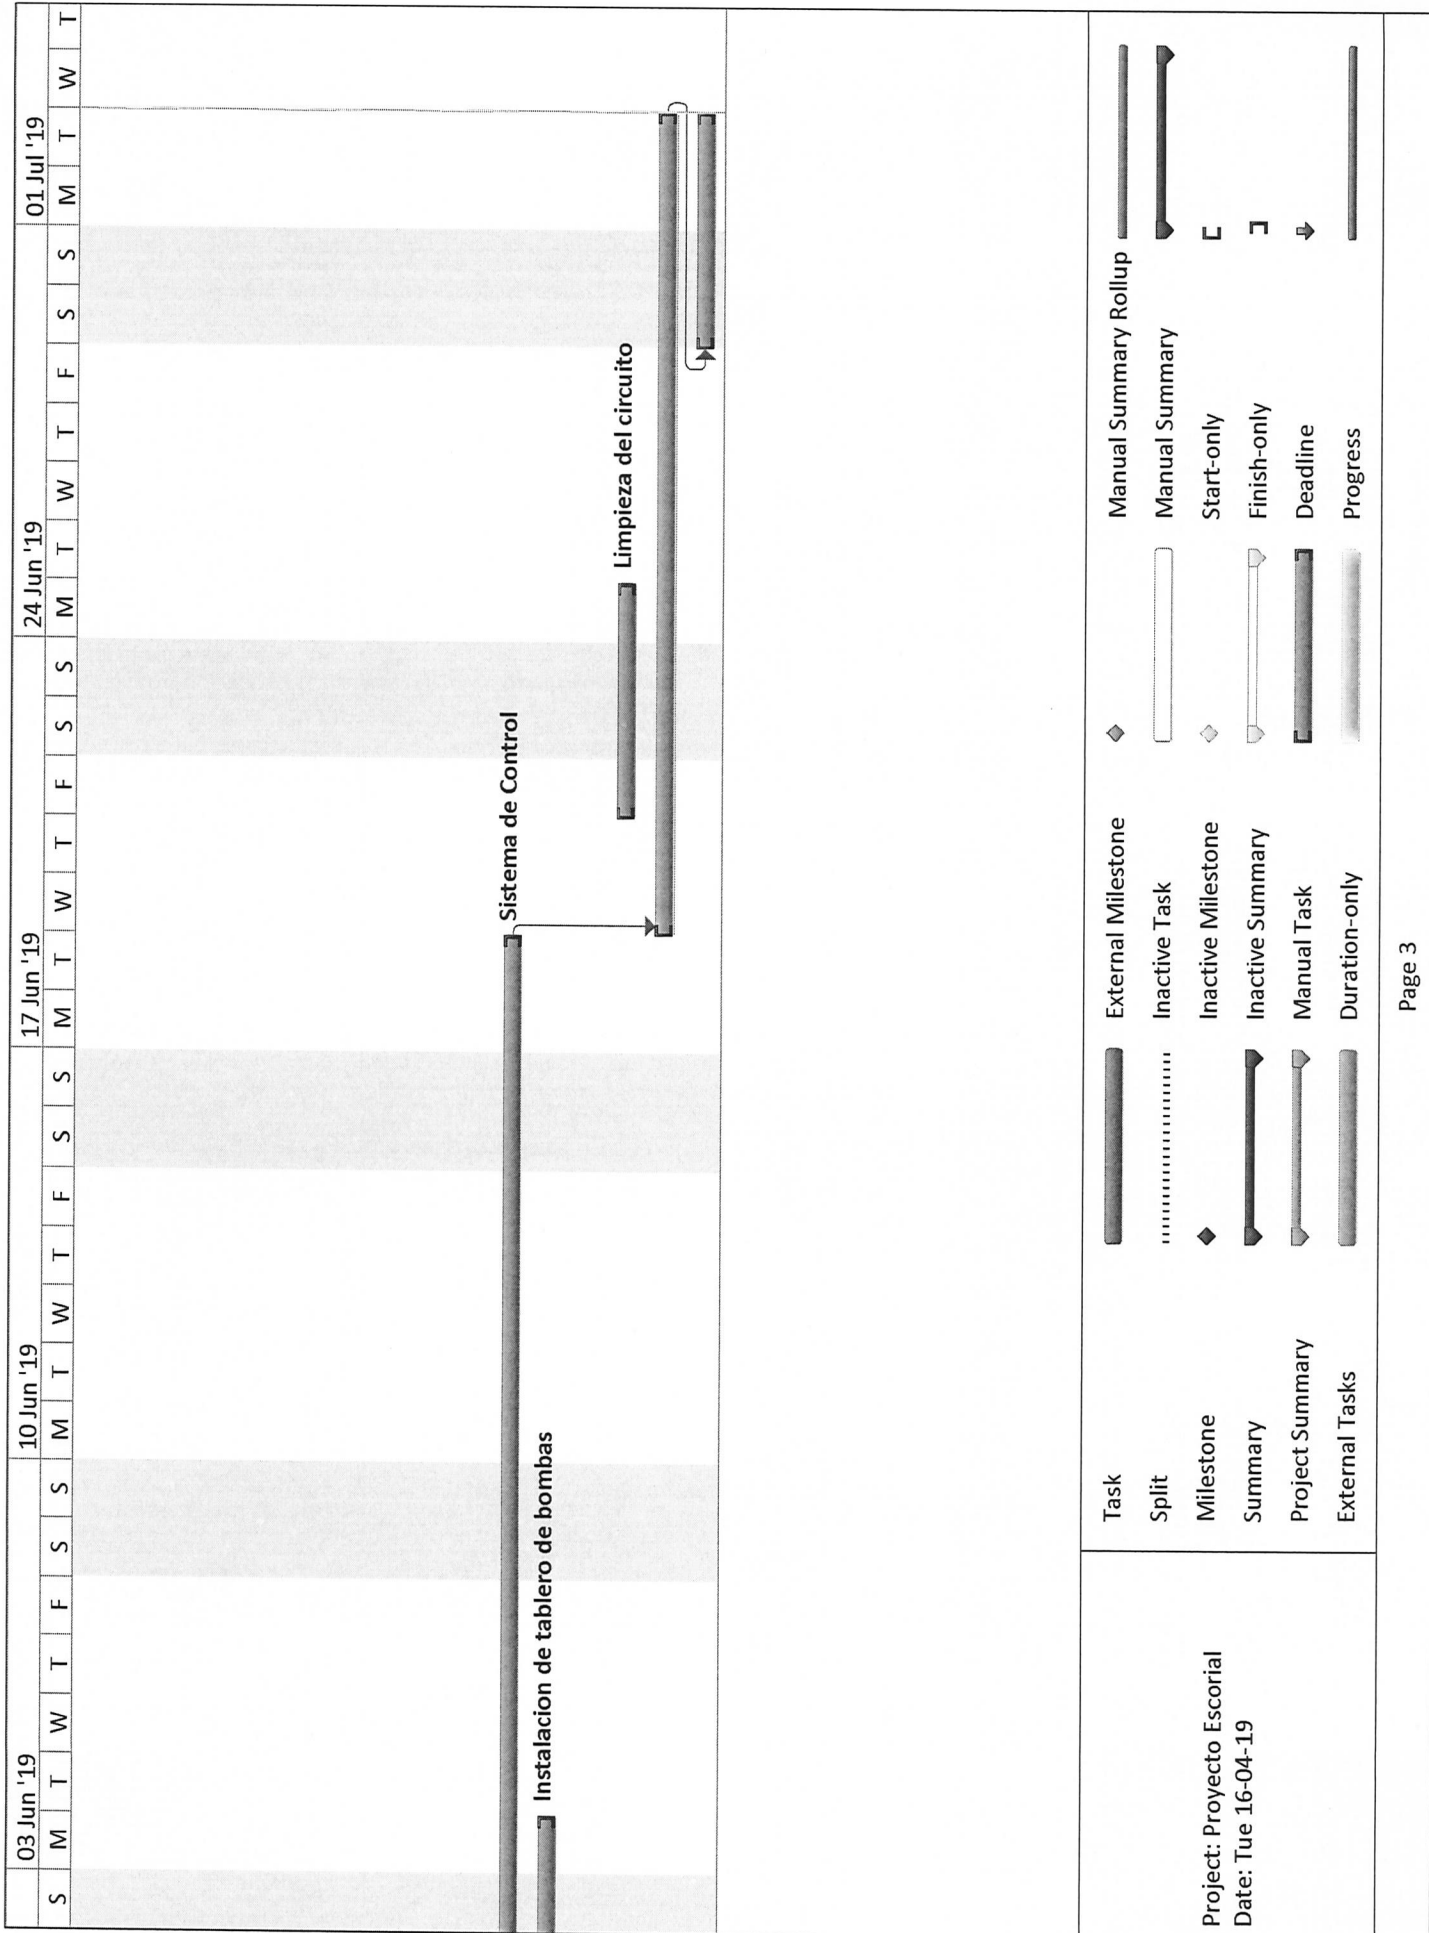 03 Jun '19 10 Jun '19 17 Jun '19 24 Jun '19 01 Jul '19
S M T W T F S S M T W T F S S M T W T F S S M T W T F S S M T W T
Sistema de Control
Instalacion de tablero de bombas
Limpieza del circuito
Project: Proyecto Escorial
Date: Tue 16-04-19
Task
Split
Milestone
Summary
Project Summary
External Tasks
External Milestone
Inactive Task
Inactive Milestone
Inactive Summary
Manual Task
Duration-only
Manual Summary Rollup
Manual Summary
Start-only
Finish-only
Deadline
Progress
Page 3